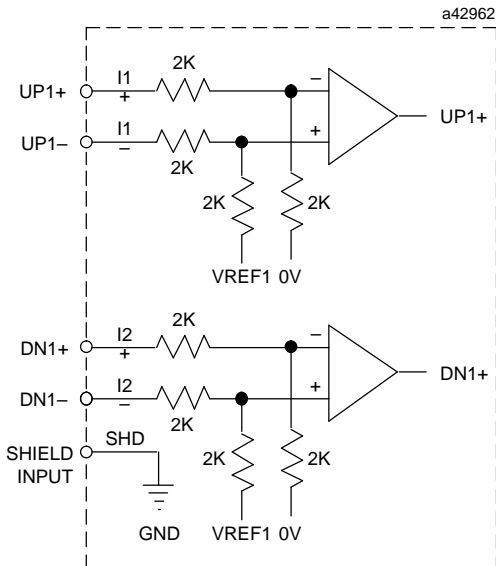 a42962
UP1+
I1
+
2K
–
UP1+
UP1–
I1
–
2K
+
2K
2K
VREF1
0V
DN1+
I2
+
2K
–
DN1+
DN1–
I2
–
2K
+
SHIELD
INPUT
SHD
2K
2K
GND
VREF1
0V